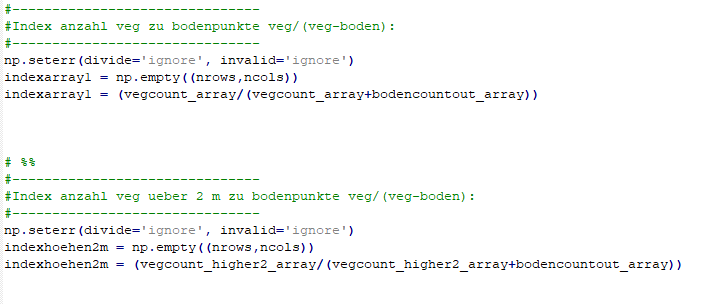 #-------------------------------
#Index anzahl veg zu bodenpunkte veg/(veg-boden):
#-------------------------------
np.seterr(divide='ignore', invalid='ignore')
indexarray1 = np.empty((nrows,ncols))
indexarray1 = (vegcount_array/(vegcount_array+bodencountout_array))
# %%
#-------------------------------
#Index anzahl veg ueber 2 m zu bodenpunkte veg/(veg-boden):
#-------------------------------
np.seterr(divide='ignore', invalid='ignore')
indexhoehen2m = np.empty((nrows,ncols))
indexhoehen2m = (vegcount_higher2_array/(vegcount_higher2_array+bodencountout_array))